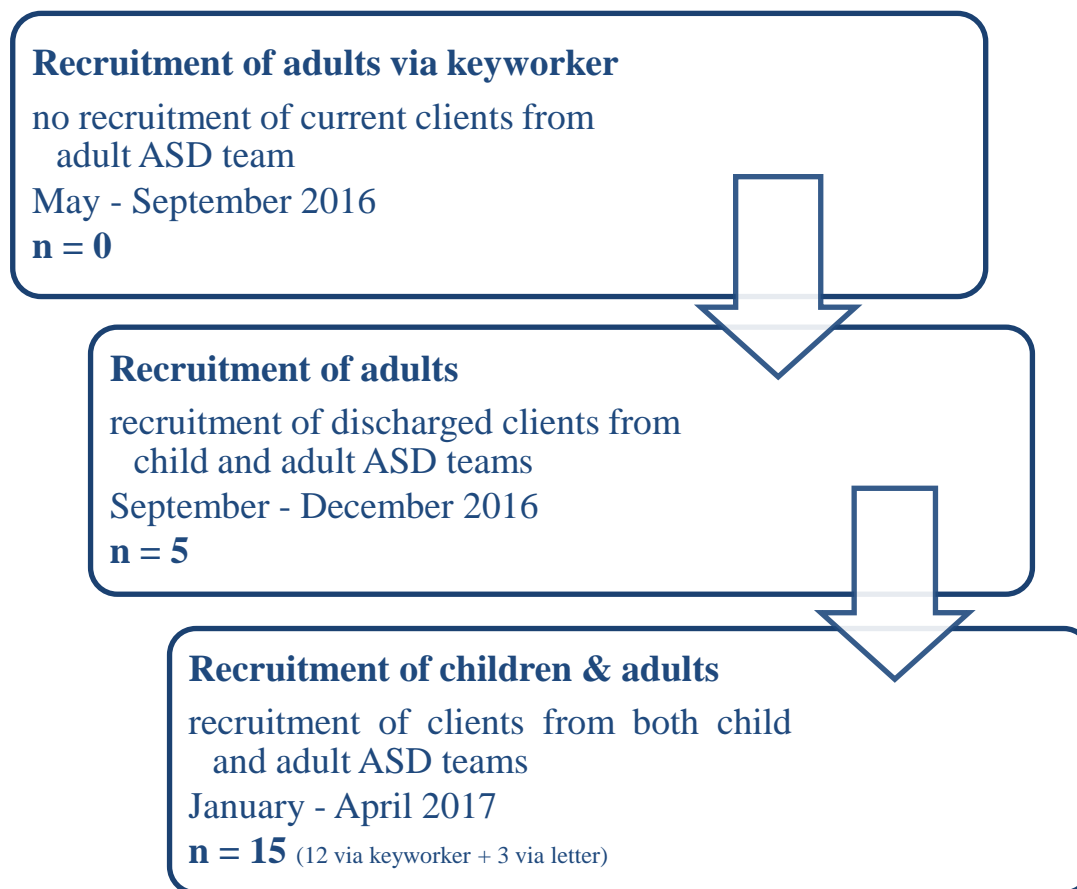 Recruitment of adults via keyworker
no recruitment of current clients from
adult ASD team
May - September 2016
n = 0
Recruitment of adults
recruitment of discharged clients from
child and adult ASD teams
September - December 2016
n = 5
Recruitment of children & adults
recruitment of clients from both child
and adult ASD teams
January - April 2017
n = 15 (12 via keyworker + 3 via letter)